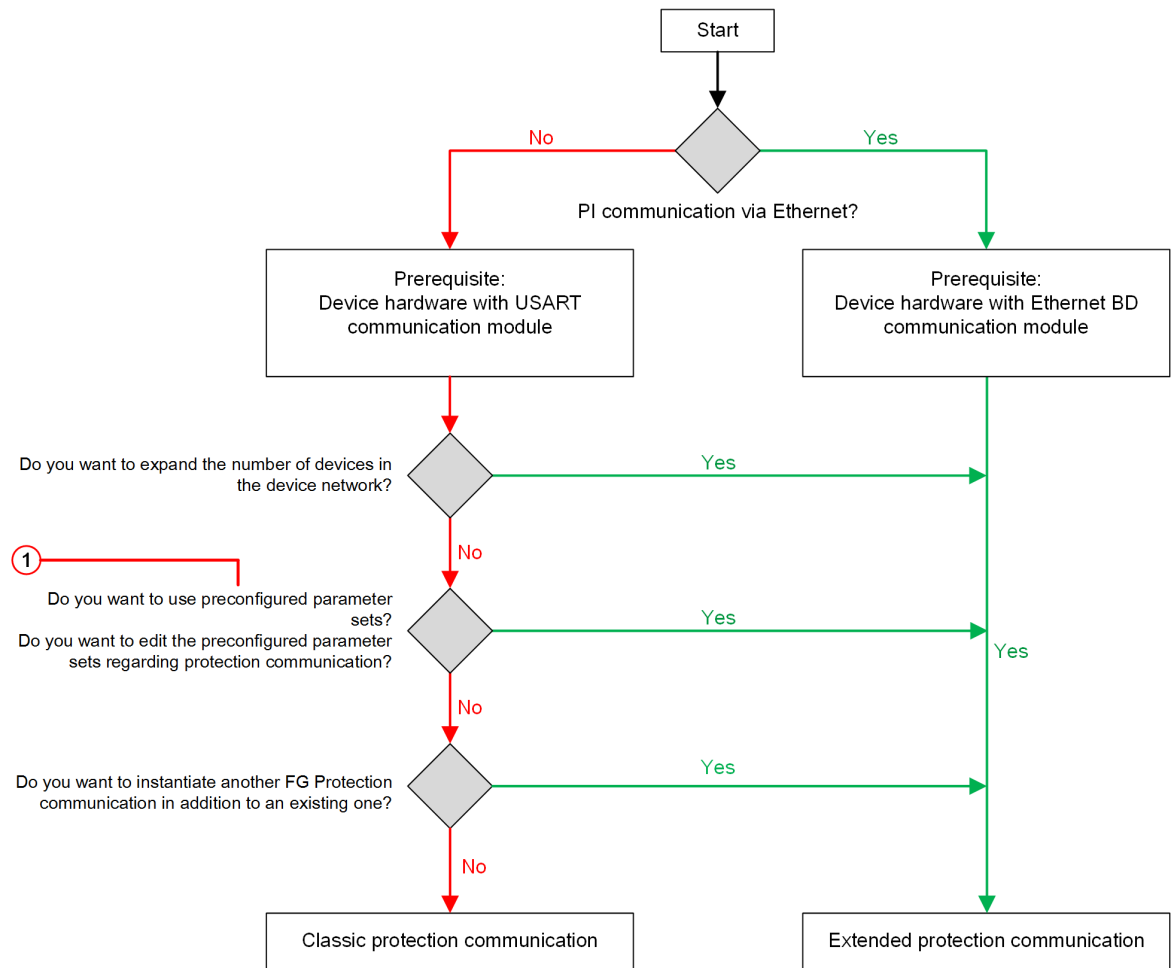 Start
No
Yes
PI communication via Ethernet?
Prerequisite:
Device hardware with USART
communication module
Prerequisite:
Device hardware with Ethernet BD
communication module
Do you want to expand the number of devices in
the device network?
Yes
No
1
Do you want to use preconfigured parameter
sets?
Do you want to edit the preconfigured parameter
sets regarding protection communication?
Yes
Yes
No
Do you want to instantiate another FG Protection
communication in addition to an existing one?
Yes
No
Classic protection communication
Extended protection communication